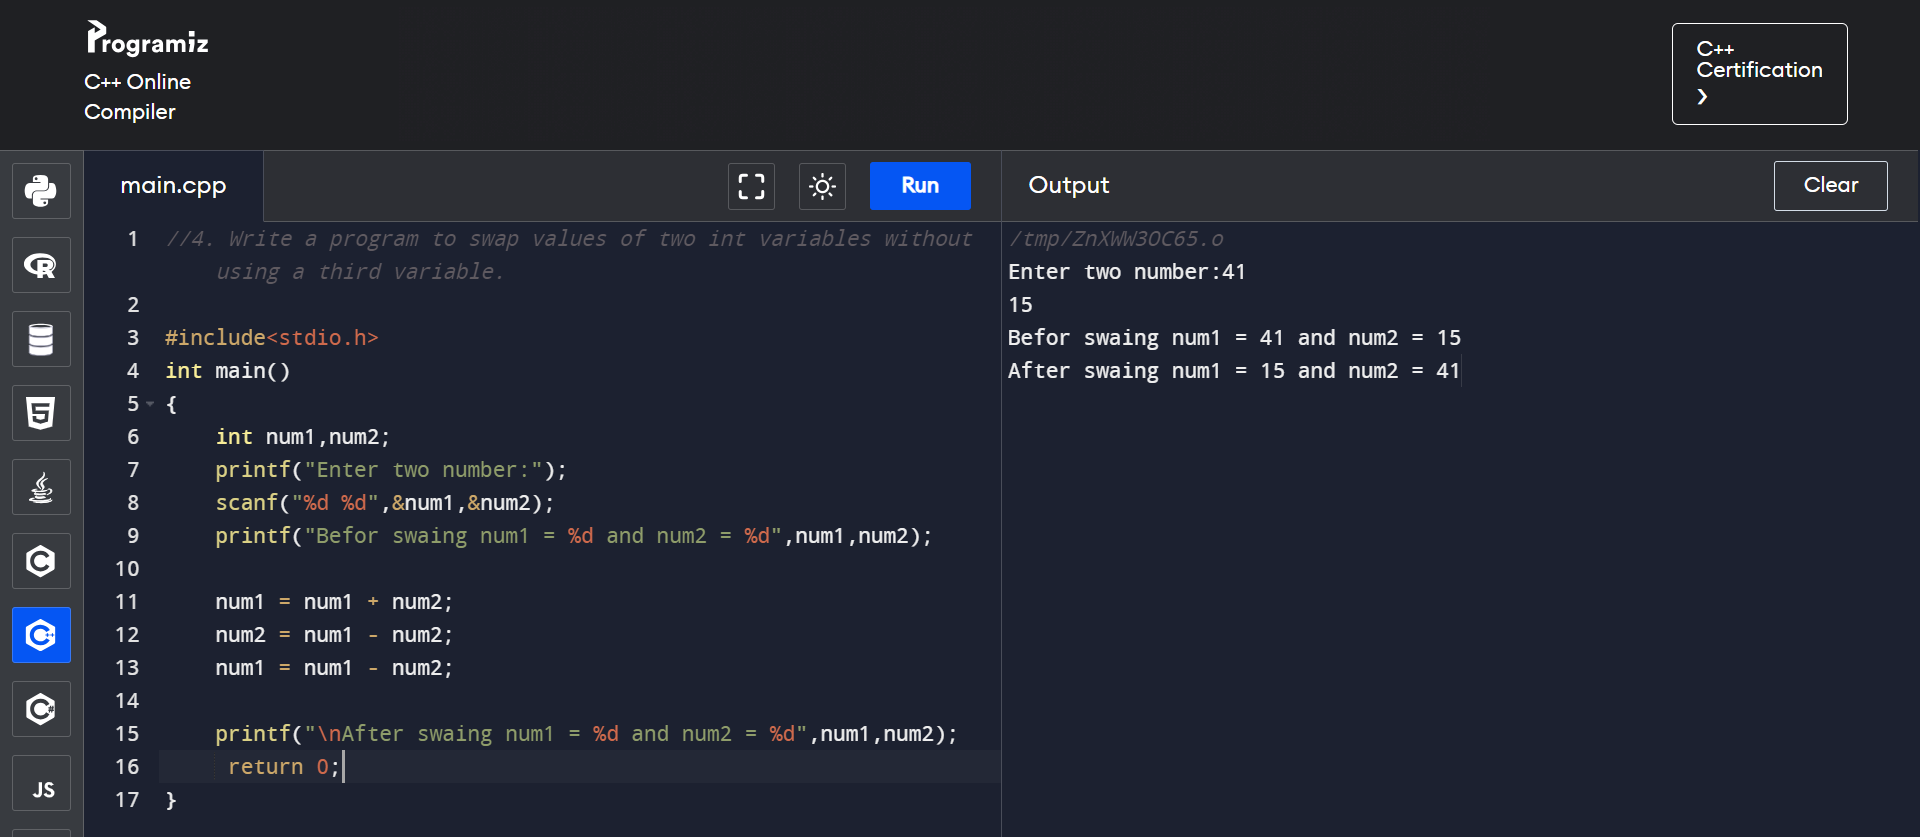 Programiz
C++ Online
Compiler
C++
Certification
❯
main.cpp
Run
Output
Clear
1 //4. Write a program to swap values of two int variables without
using a third variable.
2
3 #include<stdio.h>
4 int main()
5 {
6 int num1,num2;
7 printf("Enter two number:");
8 scanf("%d %d",&num1,&num2);
9 printf("Befor swaing num1 = %d and num2 = %d",num1,num2);
10
11 num1 = num1 + num2;
12 num2 = num1 - num2;
13 num1 = num1 - num2;
14
15 printf("\nAfter swaing num1 = %d and num2 = %d",num1,num2);
16 return 0;
17 }
/tmp/ZnXWW3OC65.o
Enter two number:41
15
Befor swaing num1 = 41 and num2 = 15
After swaing num1 = 15 and num2 = 41
R
5
C
C++
C#
JS